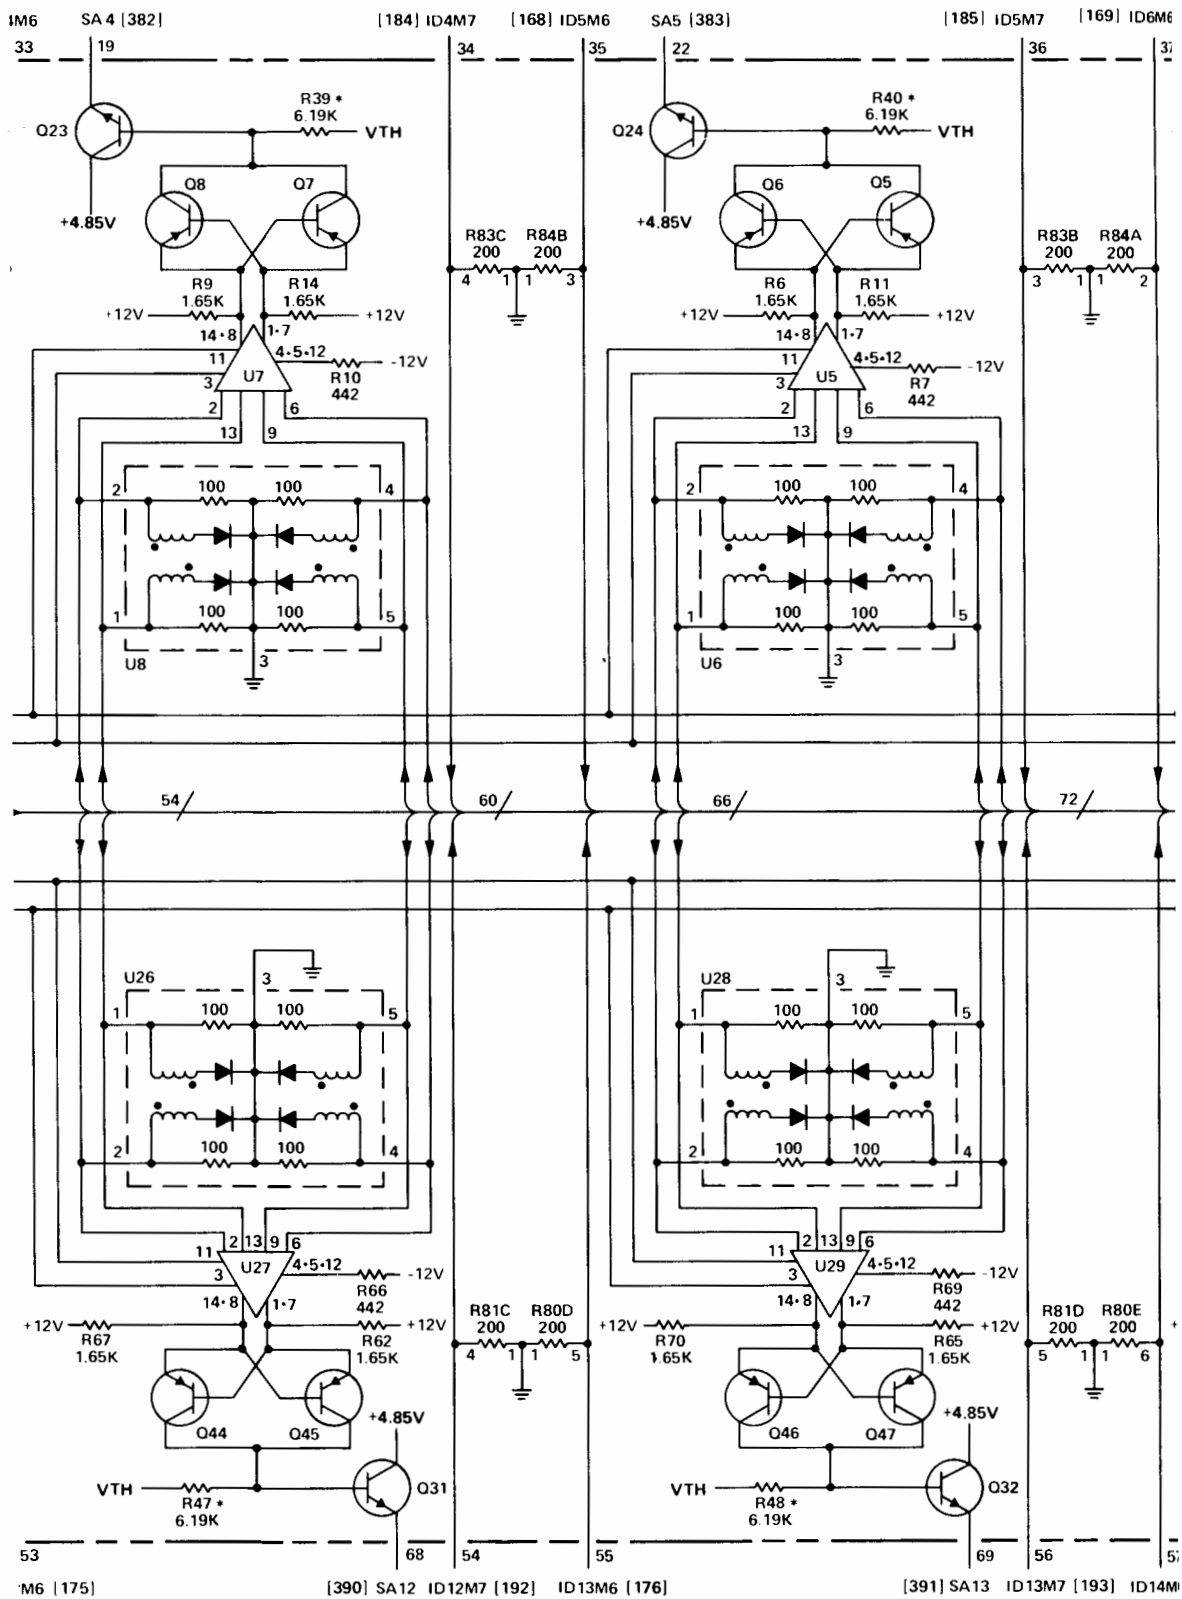 4M6 SA 4 [382] [184] ID4M7 [168] ID5M6 SA5 [383] [185] ID5M7 [169] ID6M6
33 19 34 35 22 36 37
R39 * R40 *
6.19K 6.19K
Q23 VTH Q24 VTH
Q8 Q7 Q6 Q5
+4.85V +4.85V
R83C R84B R83B R84A
200 200 200 200
4 1 1 3 3 1 1 2
R9 R14 R6 R11
1.65K 1.65K 1.65K 1.65K
+12V +12V +12V +12V
14•8 1•7 14•8 1•7
11 4•5•12 -12V 11 4•5•12 -12V
3 U7 R10 3 U5 R7
442 442
2 6 2 6
13 9 13 9
2 100 100 4 2 100 100 4
1 100 100 5 1 100 100 5
U8 3 U6 3
54 60 66 72
U26 3 U28 3
1 100 100 5 1 100 100 5
2 100 100 4 2 100 100 4
2 13 9 6 2 13 9 6
11 U27 4•5•12 -12V 11 U29 4•5•12 -12V
3 R66 3 R69
14•8 1•7 442 14•8 1•7 442
R81C R80D R81D R80E
200 200 200 200
+12V +12V +12V +12V +
R67 R62 R70 R65
1.65K 1.65K 1.65K 1.65K
4 1 1 5 5 1 1 6
+4.85V +4.85V
Q44 Q45 Q46 Q47
VTH Q31 VTH Q32
R47 * R48 *
6.19K 6.19K
53 68 54 55 69 56 57
M6 [175] [390] SA12 ID12M7 [192] ID13M6 [176] [391] SA13 ID13M7 [193] ID14M